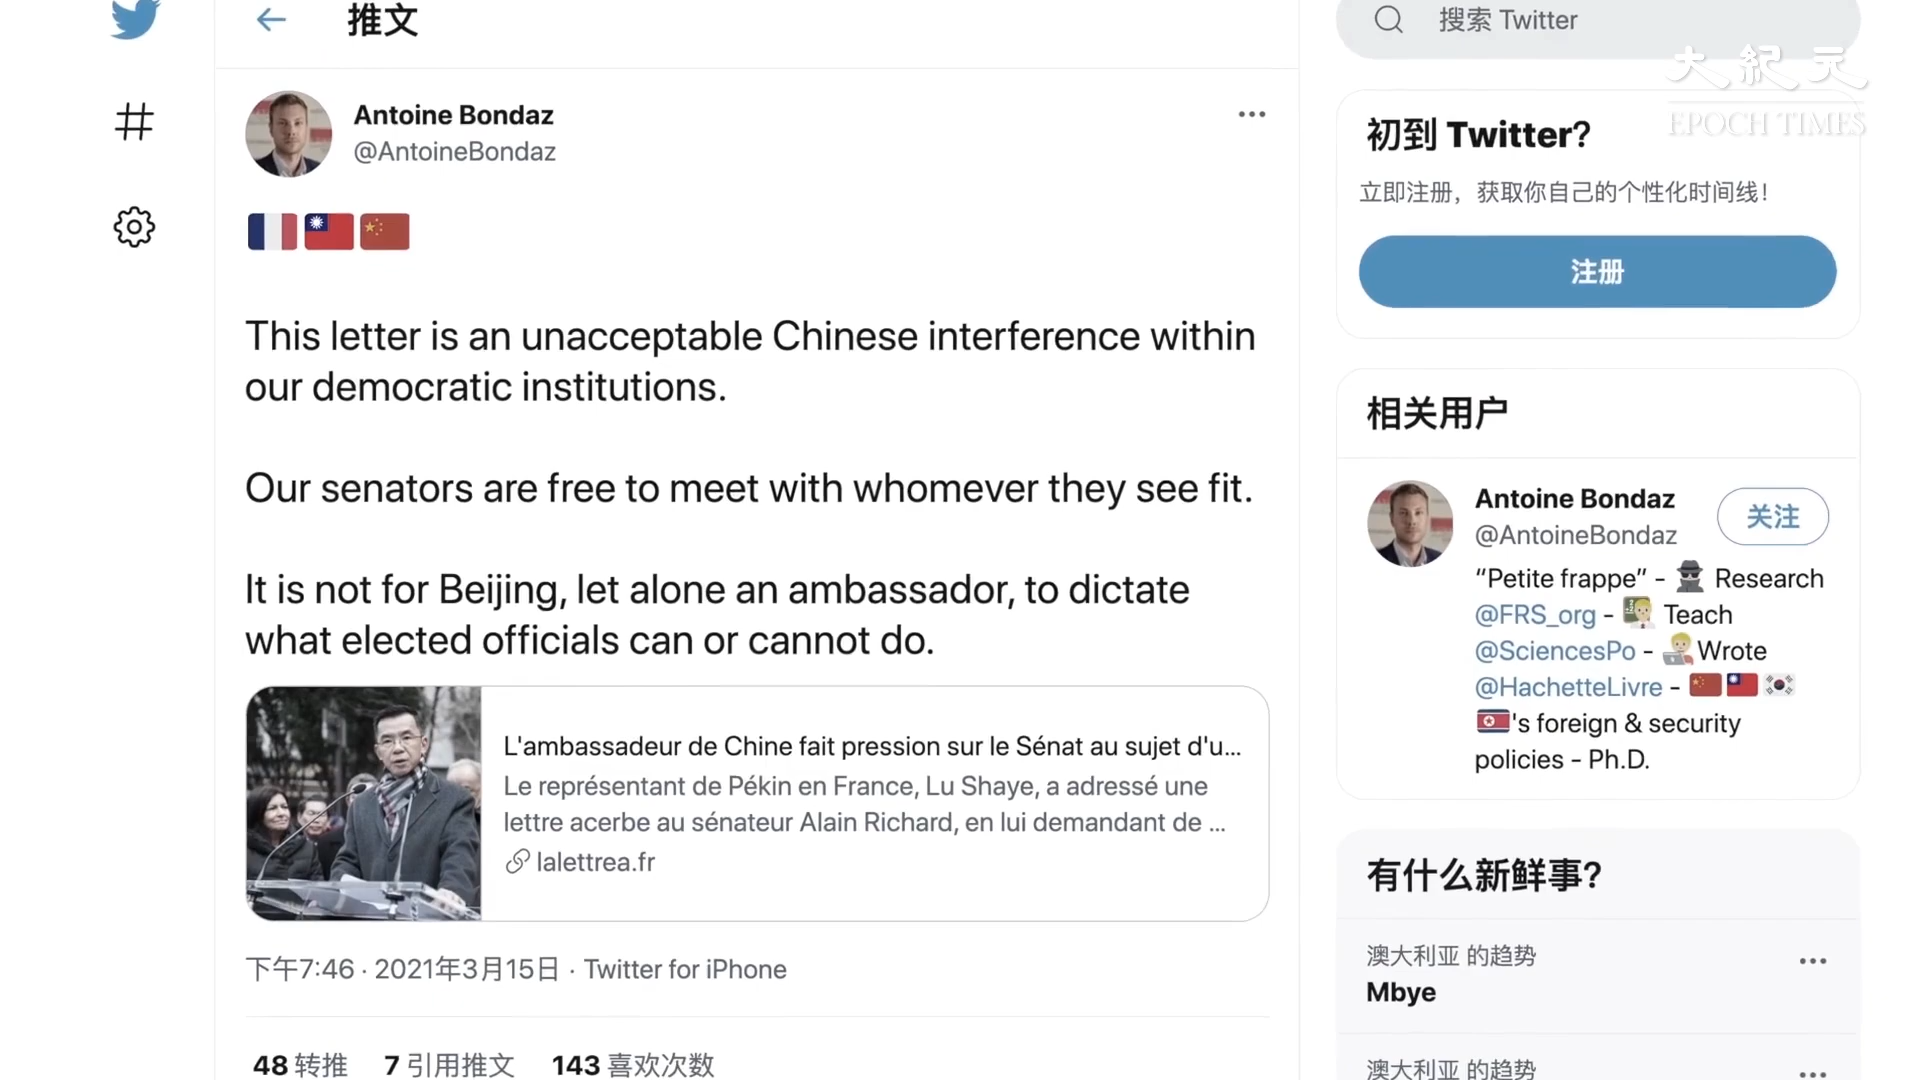 推文
Antoine Bondaz
@AntoineBondaz
This letter is an unacceptable Chinese interference within
our democratic institutions.
Our senators are free to meet with whomever they see fit.
It is not for Beijing, let alone an ambassador, to dictate
what elected officials can or cannot do.
L'ambassadeur de Chine fait pression sur le Sénat au sujet d'u...
Le représentant de Pékin en France, Lu Shaye, a adressé une
lettre acerbe au sénateur Alain Richard, en lui demandant de ...
lalettrea.fr
下午7:46 · 2021年3月15日 · Twitter for iPhone
48 转推 7 引用推文 143 喜欢次数
搜索 Twitter
大紀元
EPOCH TIMES
初到 Twitter?
立即注册，获取你自己的个性化时间线！
注册
相关用户
Antoine Bondaz
@AntoineBondaz
关注
“Petite frappe” - Research
@FRS_org - Teach
@SciencesPo - Wrote
@HachetteLivre -
's foreign & security
policies - Ph.D.
有什么新鲜事?
澳大利亚 的趋势
Mbye
澳大利亚 的趋势